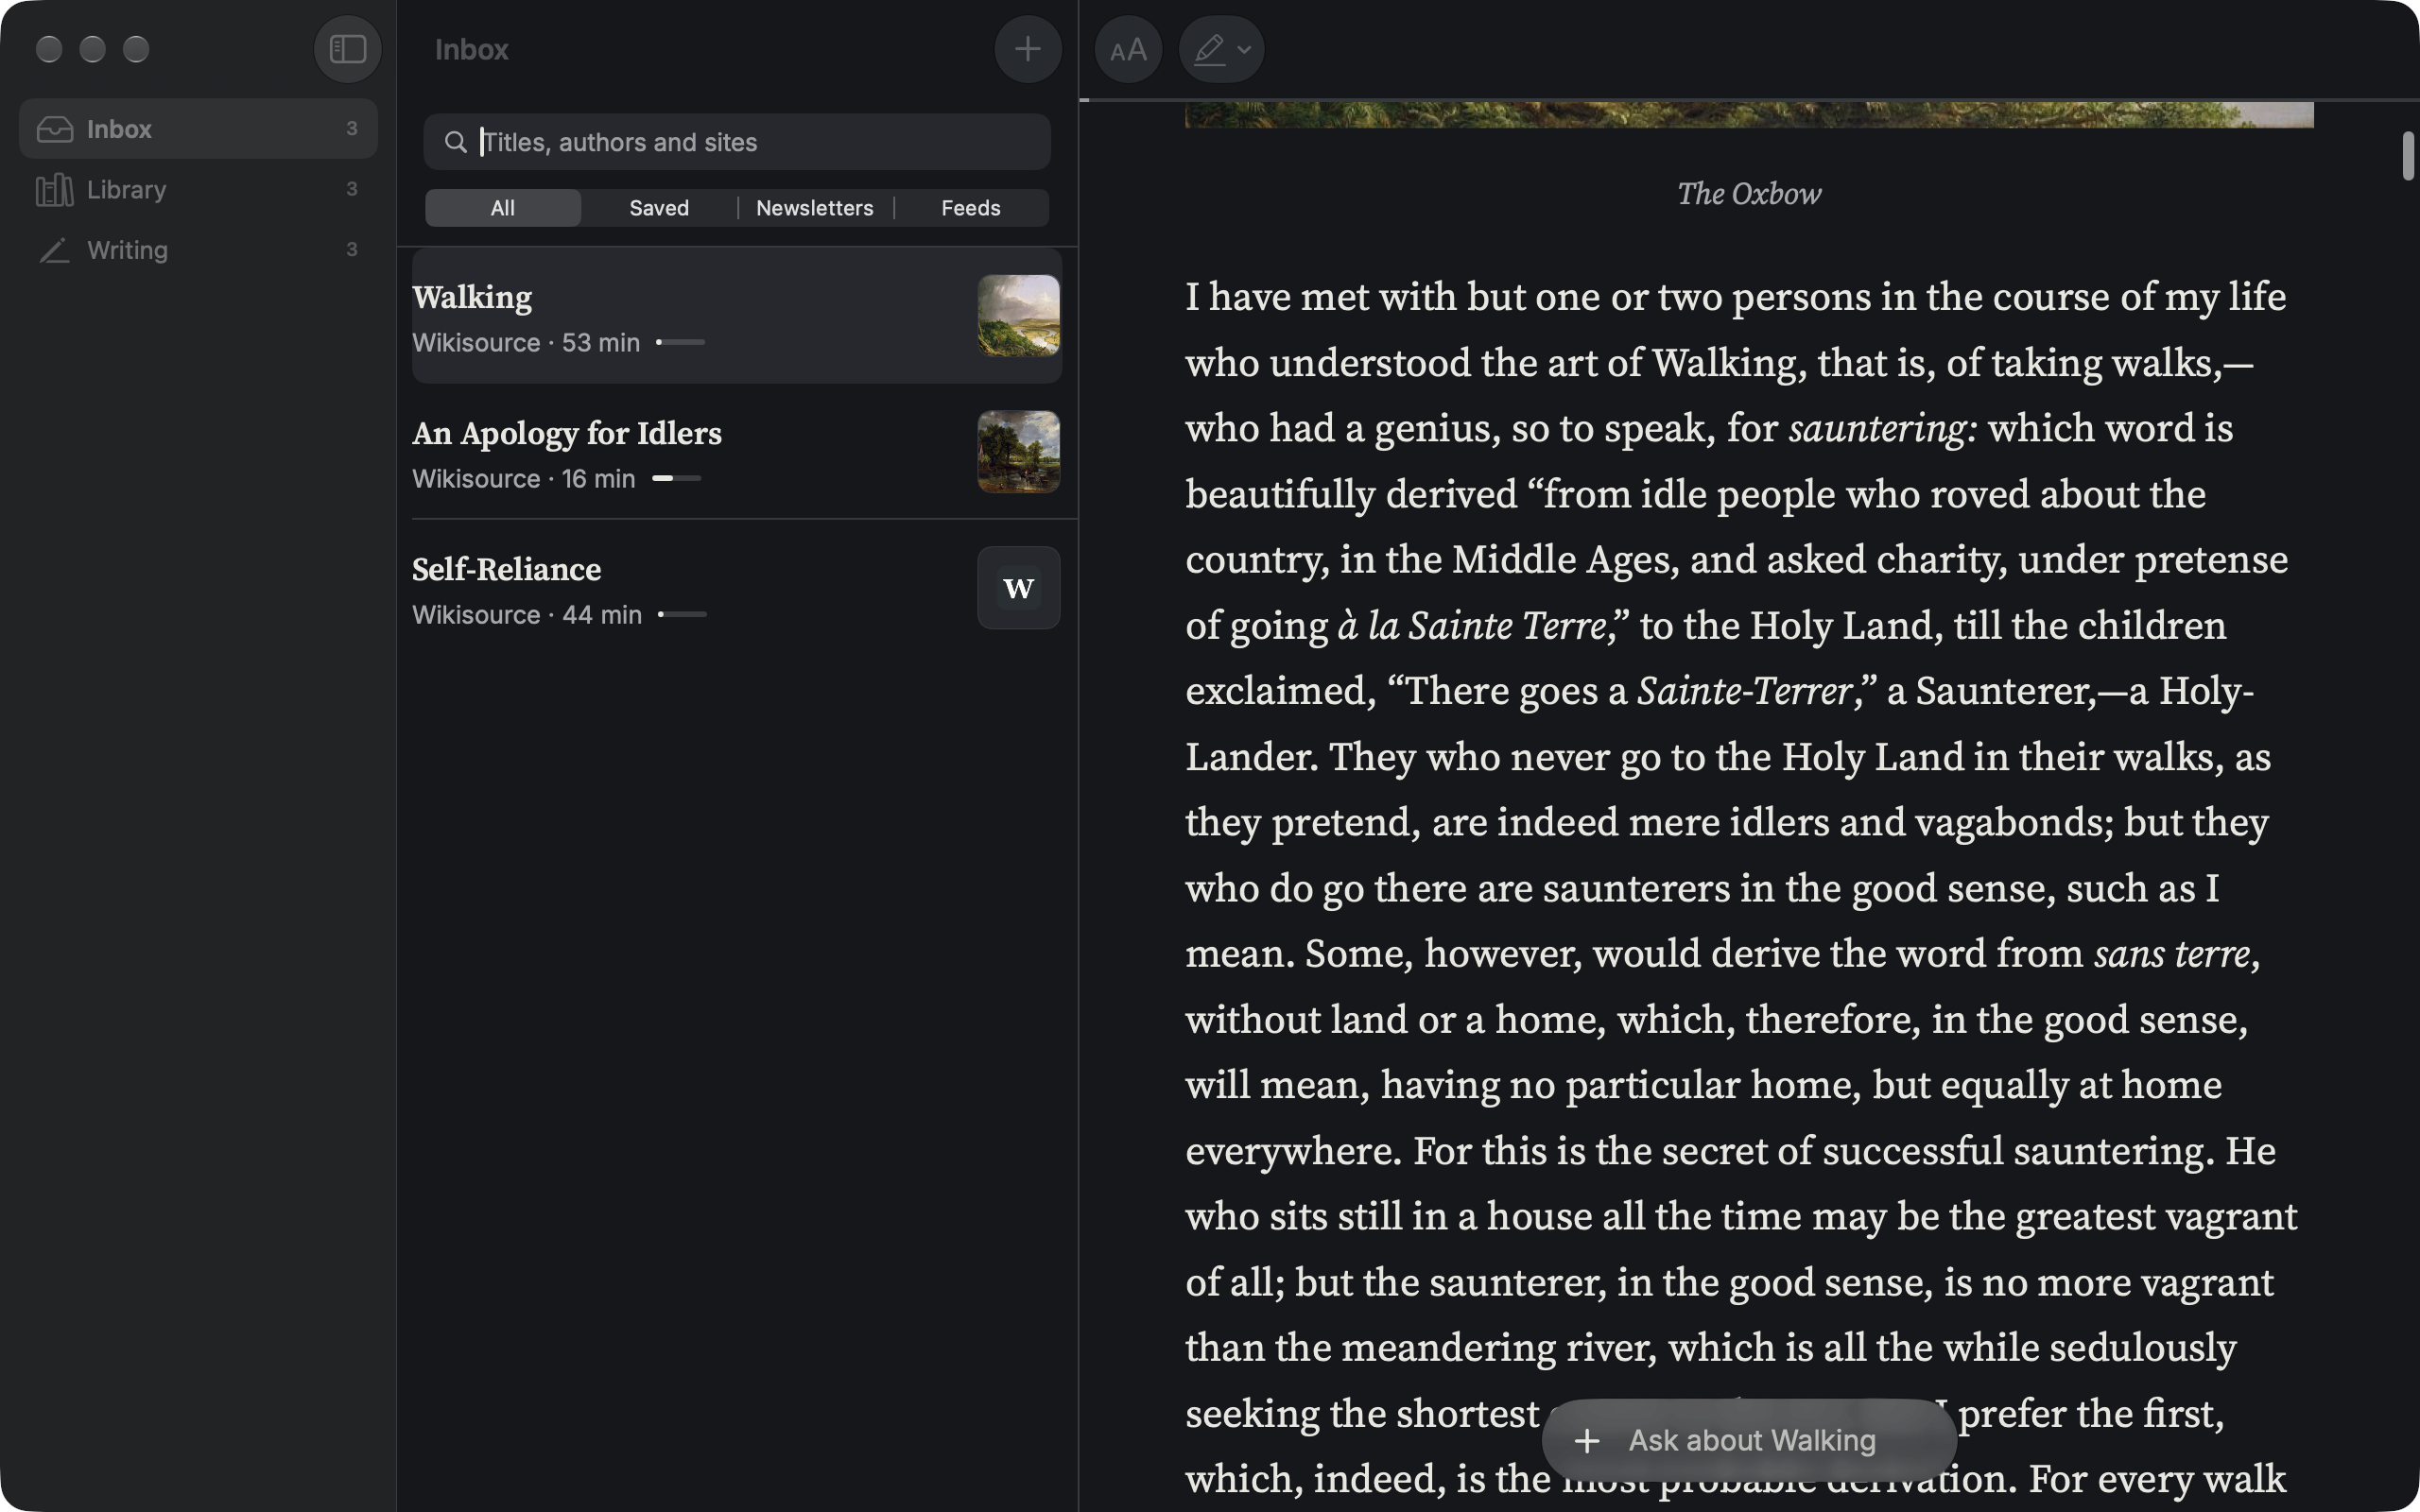 Inbox
Inbox 3
Library 3
Writing 3
Titles, authors and sites
All Saved Newsletters Feeds
Walking
Wikisource · 53 min
An Apology for Idlers
Wikisource · 16 min
Self-Reliance
Wikisource · 44 min
W
AA
The Oxbow
I have met with but one or two persons in the course of my life
who understood the art of Walking, that is, of taking walks,—
who had a genius, so to speak, for sauntering: which word is
beautifully derived “from idle people who roved about the
country, in the Middle Ages, and asked charity, under pretense
of going à la Sainte Terre,” to the Holy Land, till the children
exclaimed, “There goes a Sainte-Terrer,” a Saunterer,—a Holy-
Lander. They who never go to the Holy Land in their walks, as
they pretend, are indeed mere idlers and vagabonds; but they
who do go there are saunterers in the good sense, such as I
mean. Some, however, would derive the word from sans terre,
without land or a home, which, therefore, in the good sense,
will mean, having no particular home, but equally at home
everywhere. For this is the secret of successful sauntering. He
who sits still in a house all the time may be the greatest vagrant
of all; but the saunterer, in the good sense, is no more vagrant
than the meandering river, which is all the while sedulously
seeking the shortest I prefer the first,
Ask about Walking
which, indeed, is the most probable derivation. For every walk